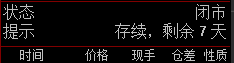 状态 闭市
提示 存续，剩余 7 天
时间 价格 现手 仓差 性质